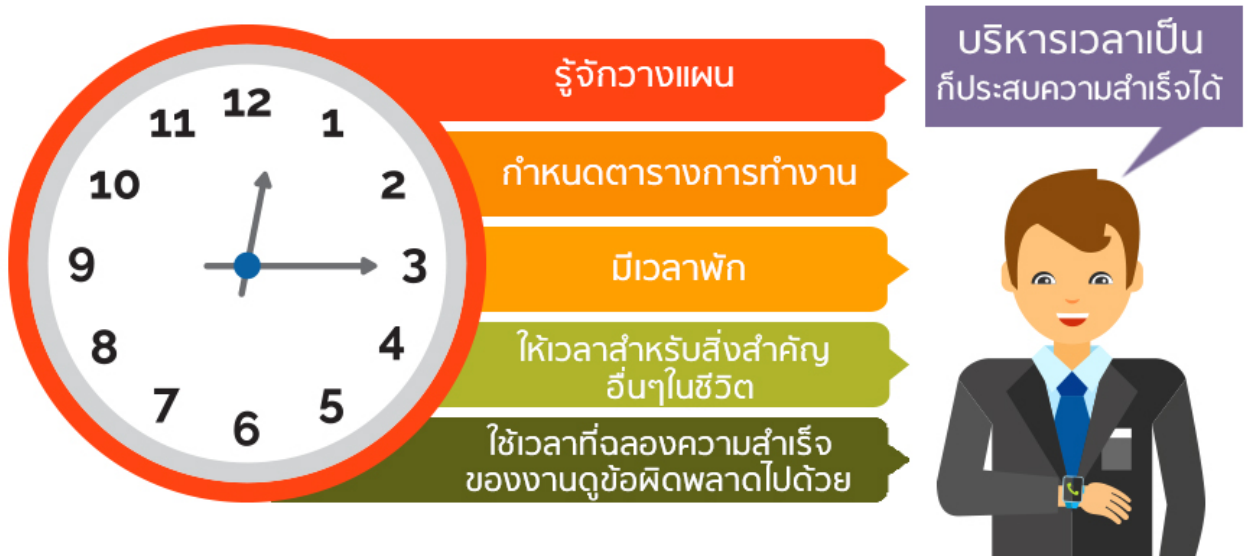 12
11
1
10
2
9
3
8
4
7
5
6
รู้จักวางแผน
กำหนดตารางการทำงาน
มีเวลาพัก
ให้เวลาสำหรับสิ่งสำคัญ
อื่นๆในชีวิต
ใช้เวลาที่ฉลองความสำเร็จ
ของงานดูข้อผิดพลาดไปด้วย
บริหารเวลาเป็น
ก็ประสบความสำเร็จได้